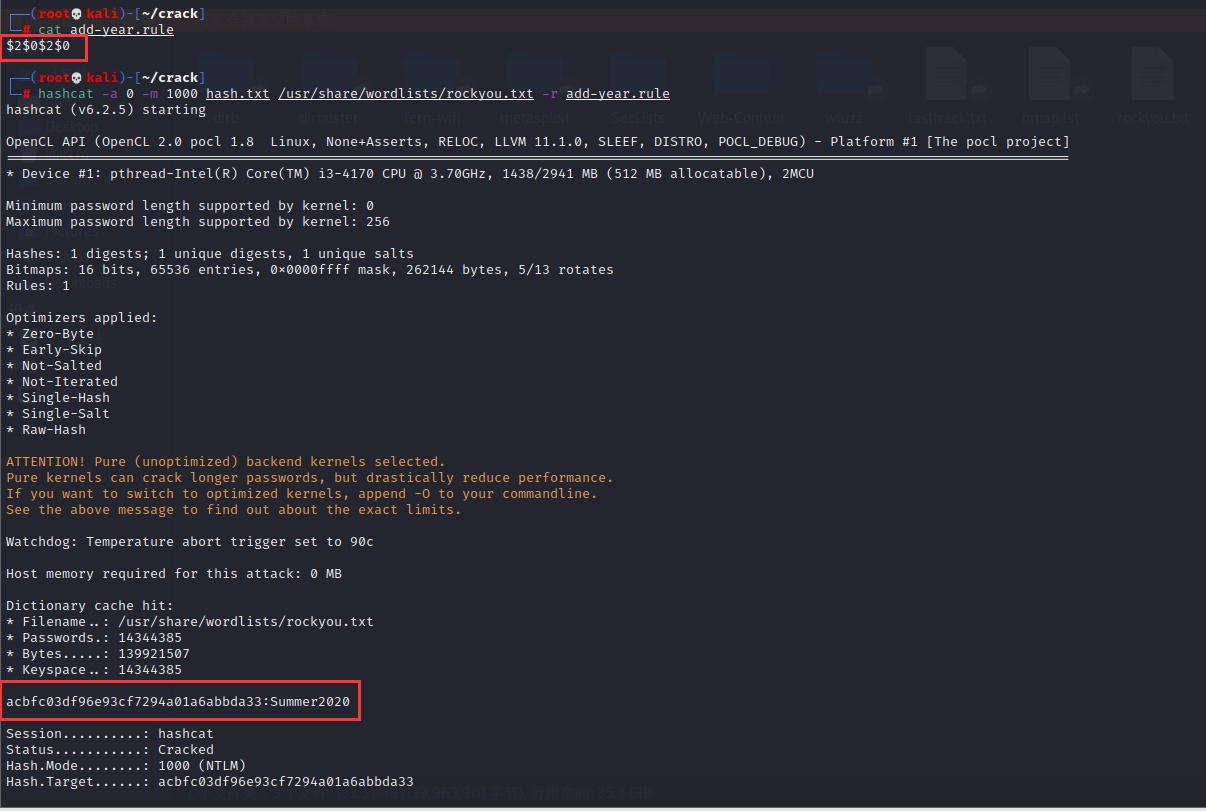 ┌──(root💀kali)-[~/crack]
└─# cat add-year.rule
$2$0$2$0
┌──(root💀kali)-[~/crack]
└─# hashcat -a 0 -m 1000 hash.txt /usr/share/wordlists/rockyou.txt -r add-year.rule
hashcat (v6.2.5) starting
OpenCL API (OpenCL 2.0 pocl 1.8  Linux, None+Asserts, RELOC, LLVM 11.1.0, SLEEF, DISTRO, POCL_DEBUG) - Platform #1 [The pocl project]
* Device #1: pthread-Intel(R) Core(TM) i3-4170 CPU @ 3.70GHz, 1438/2941 MB (512 MB allocatable), 2MCU
Minimum password length supported by kernel: 0
Maximum password length supported by kernel: 256
Hashes: 1 digests; 1 unique digests, 1 unique salts
Bitmaps: 16 bits, 65536 entries, 0x0000ffff mask, 262144 bytes, 5/13 rotates
Rules: 1
Optimizers applied:
* Zero-Byte
* Early-Skip
* Not-Salted
* Not-Iterated
* Single-Hash
* Single-Salt
* Raw-Hash
ATTENTION! Pure (unoptimized) backend kernels selected.
Pure kernels can crack longer passwords, but drastically reduce performance.
If you want to switch to optimized kernels, append -O to your commandline.
See the above message to find out about the exact limits.
Watchdog: Temperature abort trigger set to 90c
Host memory required for this attack: 0 MB
Dictionary cache hit:
* Filename..: /usr/share/wordlists/rockyou.txt
* Passwords.: 14344385
* Bytes.....: 139921507
* Keyspace..: 14344385
acbfc03df96e93cf7294a01a6abbda33:Summer2020
Session..........: hashcat
Status...........: Cracked
Hash.Mode........: 1000 (NTLM)
Hash.Target......: acbfc03df96e93cf7294a01a6abbda33